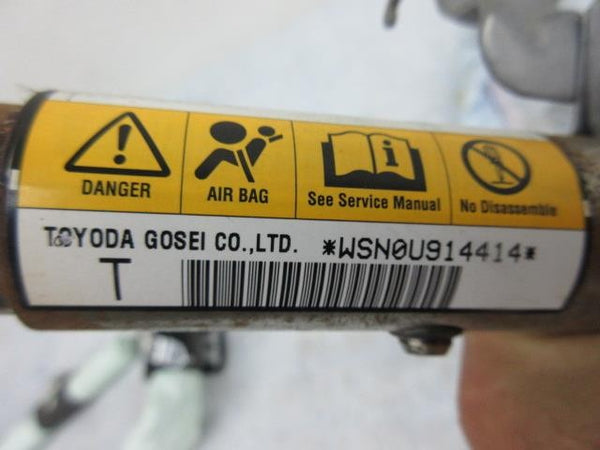 DANGER
AIR BAG
See Service Manual
No Disassemble
TOYODA GOSEI CO.,LTD. *WSN0U914414*
T